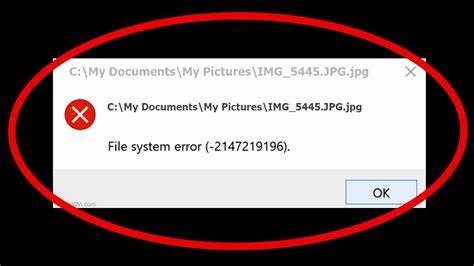 C:\My Documents\My Pictures\IMG_5445.JPG.jpg
C:\My Documents\My Pictures\IMG_5445.JPG.jpg
File system error (-2147219196).
OK